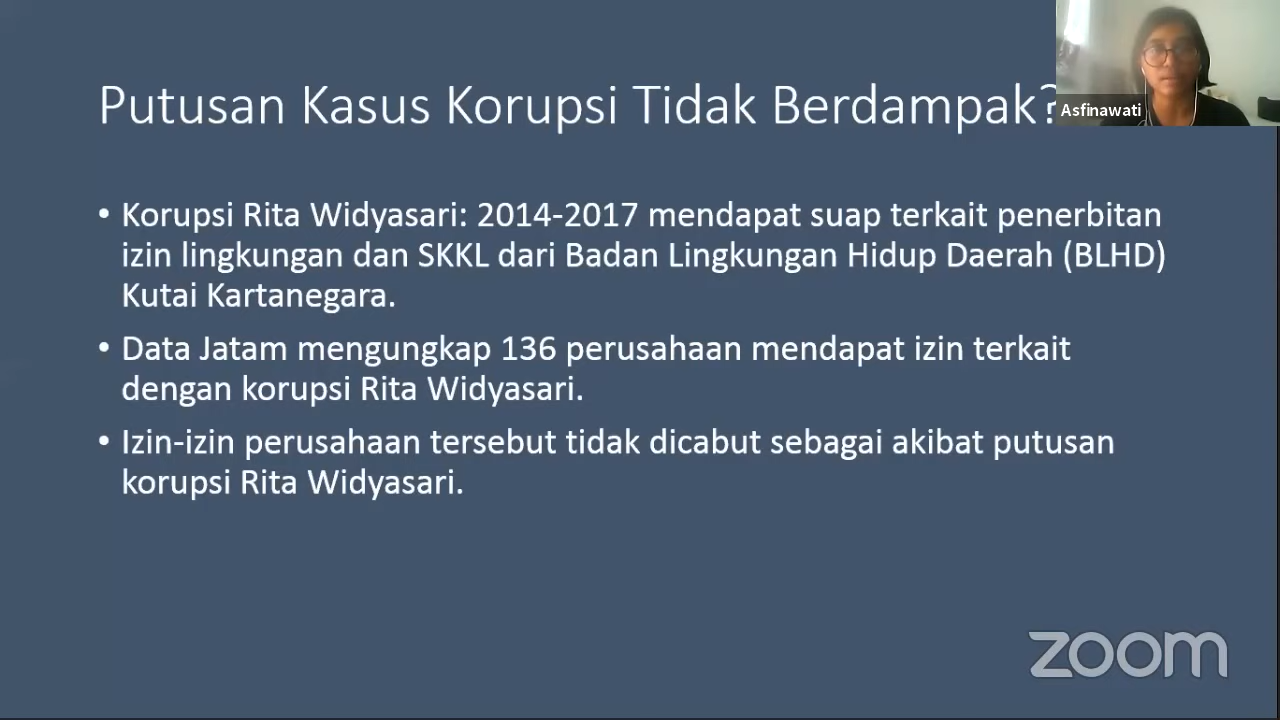 Putusan Kasus Korupsi Tidak Berdampak?
Asfinawati
• Korupsi Rita Widyasari: 2014-2017 mendapat suap terkait penerbitan
izin lingkungan dan SKKL dari Badan Lingkungan Hidup Daerah (BLHD)
Kutai Kartanegara.
• Data Jatam mengungkap 136 perusahaan mendapat izin terkait
dengan korupsi Rita Widyasari.
• Izin-izin perusahaan tersebut tidak dicabut sebagai akibat putusan
korupsi Rita Widyasari.
zoom